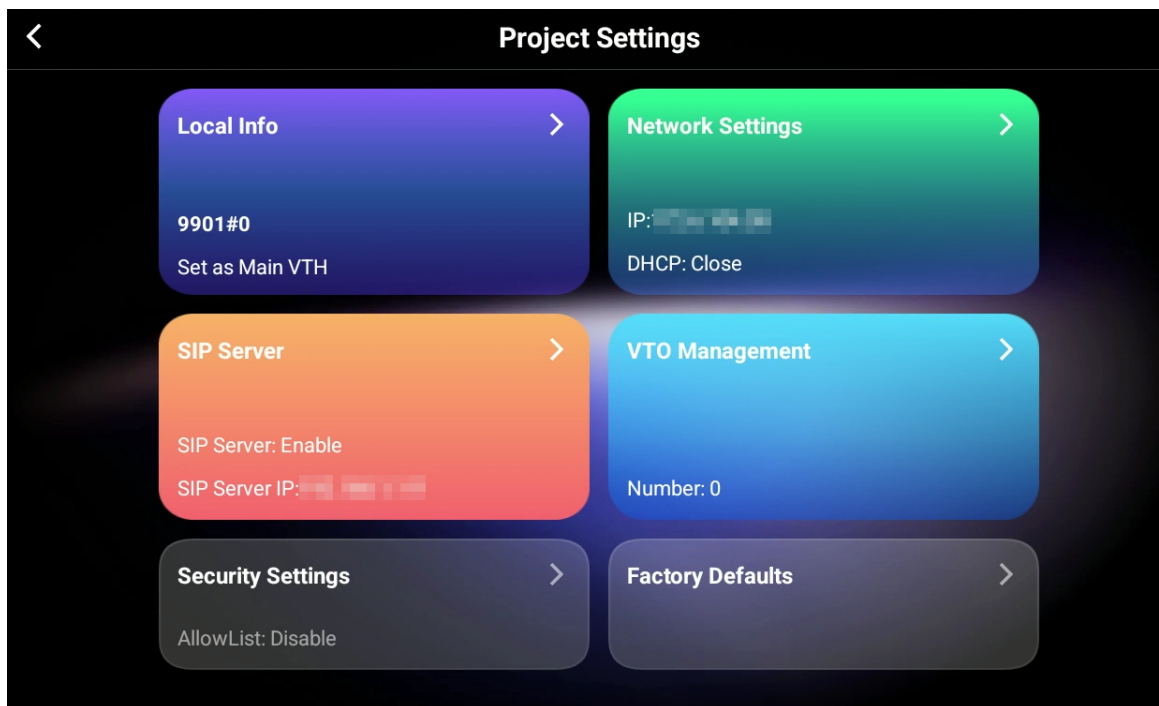 Project Settings
Local Info
9901#0
Set as Main VTH
Network Settings
IP:
DHCP: Close
SIP Server
SIP Server: Enable
SIP Server IP:
VTO Management
Number: 0
Security Settings
AllowList: Disable
Factory Defaults